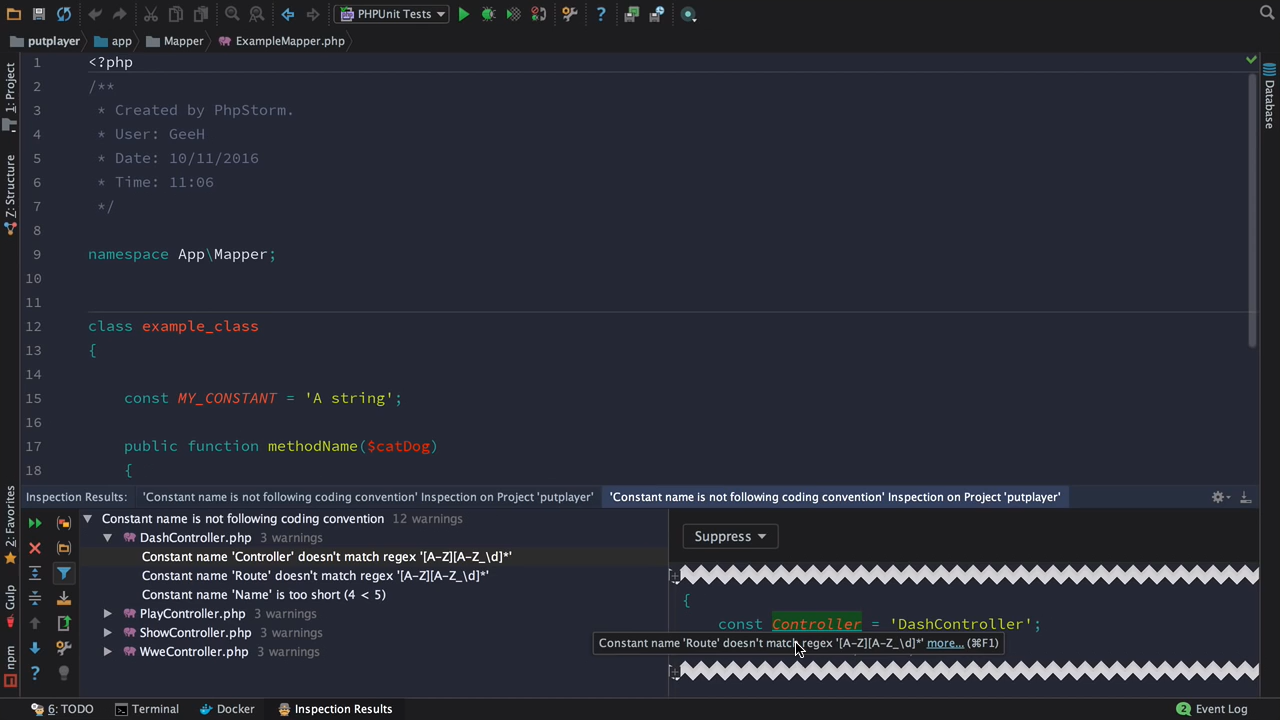 PHPUnit Tests
putplayer app Mapper ExampleMapper.php
1: Project
Z: Structure
2: Favorites
Gulp
npm
Database
1 <?php
2 /**
3 * Created by PhpStorm.
4 * User: GeeH
5 * Date: 10/11/2016
6 * Time: 11:06
7 */
8
9 namespace App\Mapper;
10
11
12 class example_class
13 {
14
15 const MY_CONSTANT = 'A string';
16
17 public function methodName($catDog)
18 {
Inspection Results: 'Constant name is not following coding convention' Inspection on Project 'putplayer' 'Constant name is not following coding convention' Inspection on Project 'putplayer'
Constant name is not following coding convention 12 warnings
DashController.php 3 warnings
Constant name 'Controller' doesn't match regex '[A-Z][A-Z_\d]*'
Constant name 'Route' doesn't match regex '[A-Z][A-Z_\d]*'
Constant name 'Name' is too short (4 < 5)
PlayController.php 3 warnings
ShowController.php 3 warnings
WweController.php 3 warnings
Suppress
{
const Controller = 'DashController';
Constant name 'Route' doesn't match regex '[A-Z][A-Z_\d]*' more... (⌘F1)
6: TODO Terminal Docker Inspection Results 2 Event Log